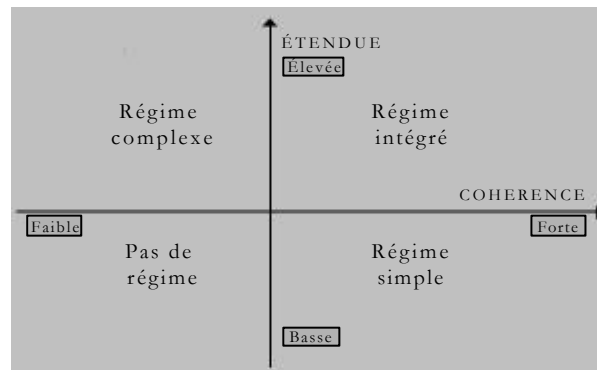 ÉTENDUE
Élevée
Régime
complexe
Régime
intégré
COHERENCE
Faible
Forte
Pas de
régime
Régime
simple
Basse